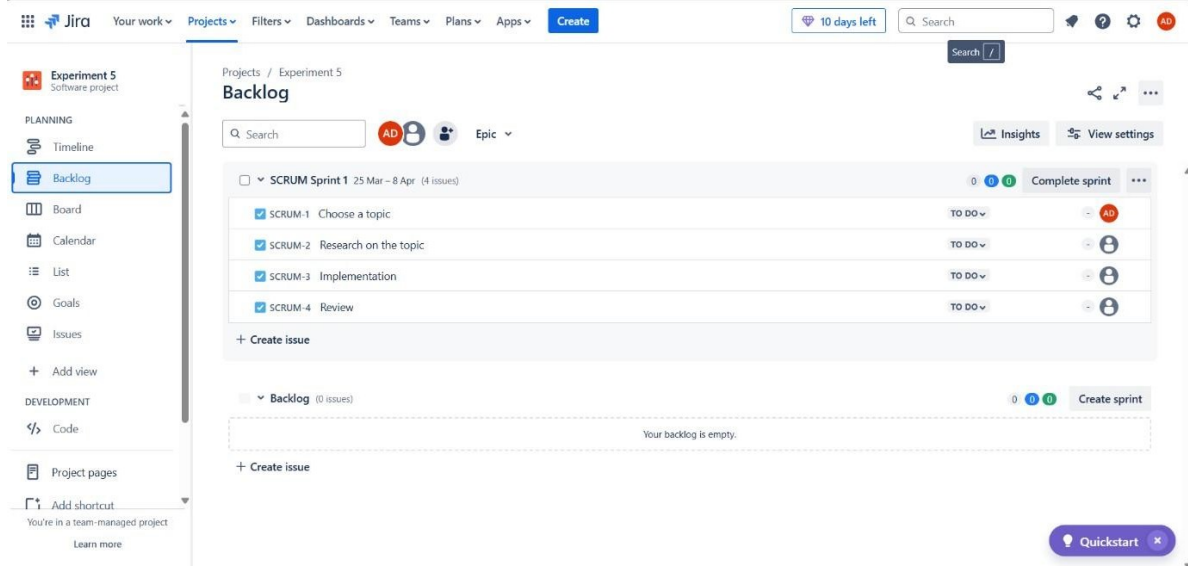 Jira Your work Projects Filters Dashboards Teams Plans Apps Create 10 days left Search AD
Search /
Experiment 5
Software project
PLANNING
Timeline
Backlog
Board
Calendar
List
Goals
Issues
+ Add view
DEVELOPMENT
</> Code
Project pages
Add shortcut
You're in a team-managed project
Learn more
Projects / Experiment 5
Backlog
Search AD Epic Insights View settings
SCRUM Sprint 1 25 Mar – 8 Apr (4 issues) 0 0 0 Complete sprint ...
SCRUM-1 Choose a topic TO DO - AD
SCRUM-2 Research on the topic TO DO -
SCRUM-3 Implementation TO DO -
SCRUM-4 Review TO DO -
+ Create issue
Backlog (0 issues) 0 0 0 Create sprint
Your backlog is empty.
+ Create issue
Quickstart ×